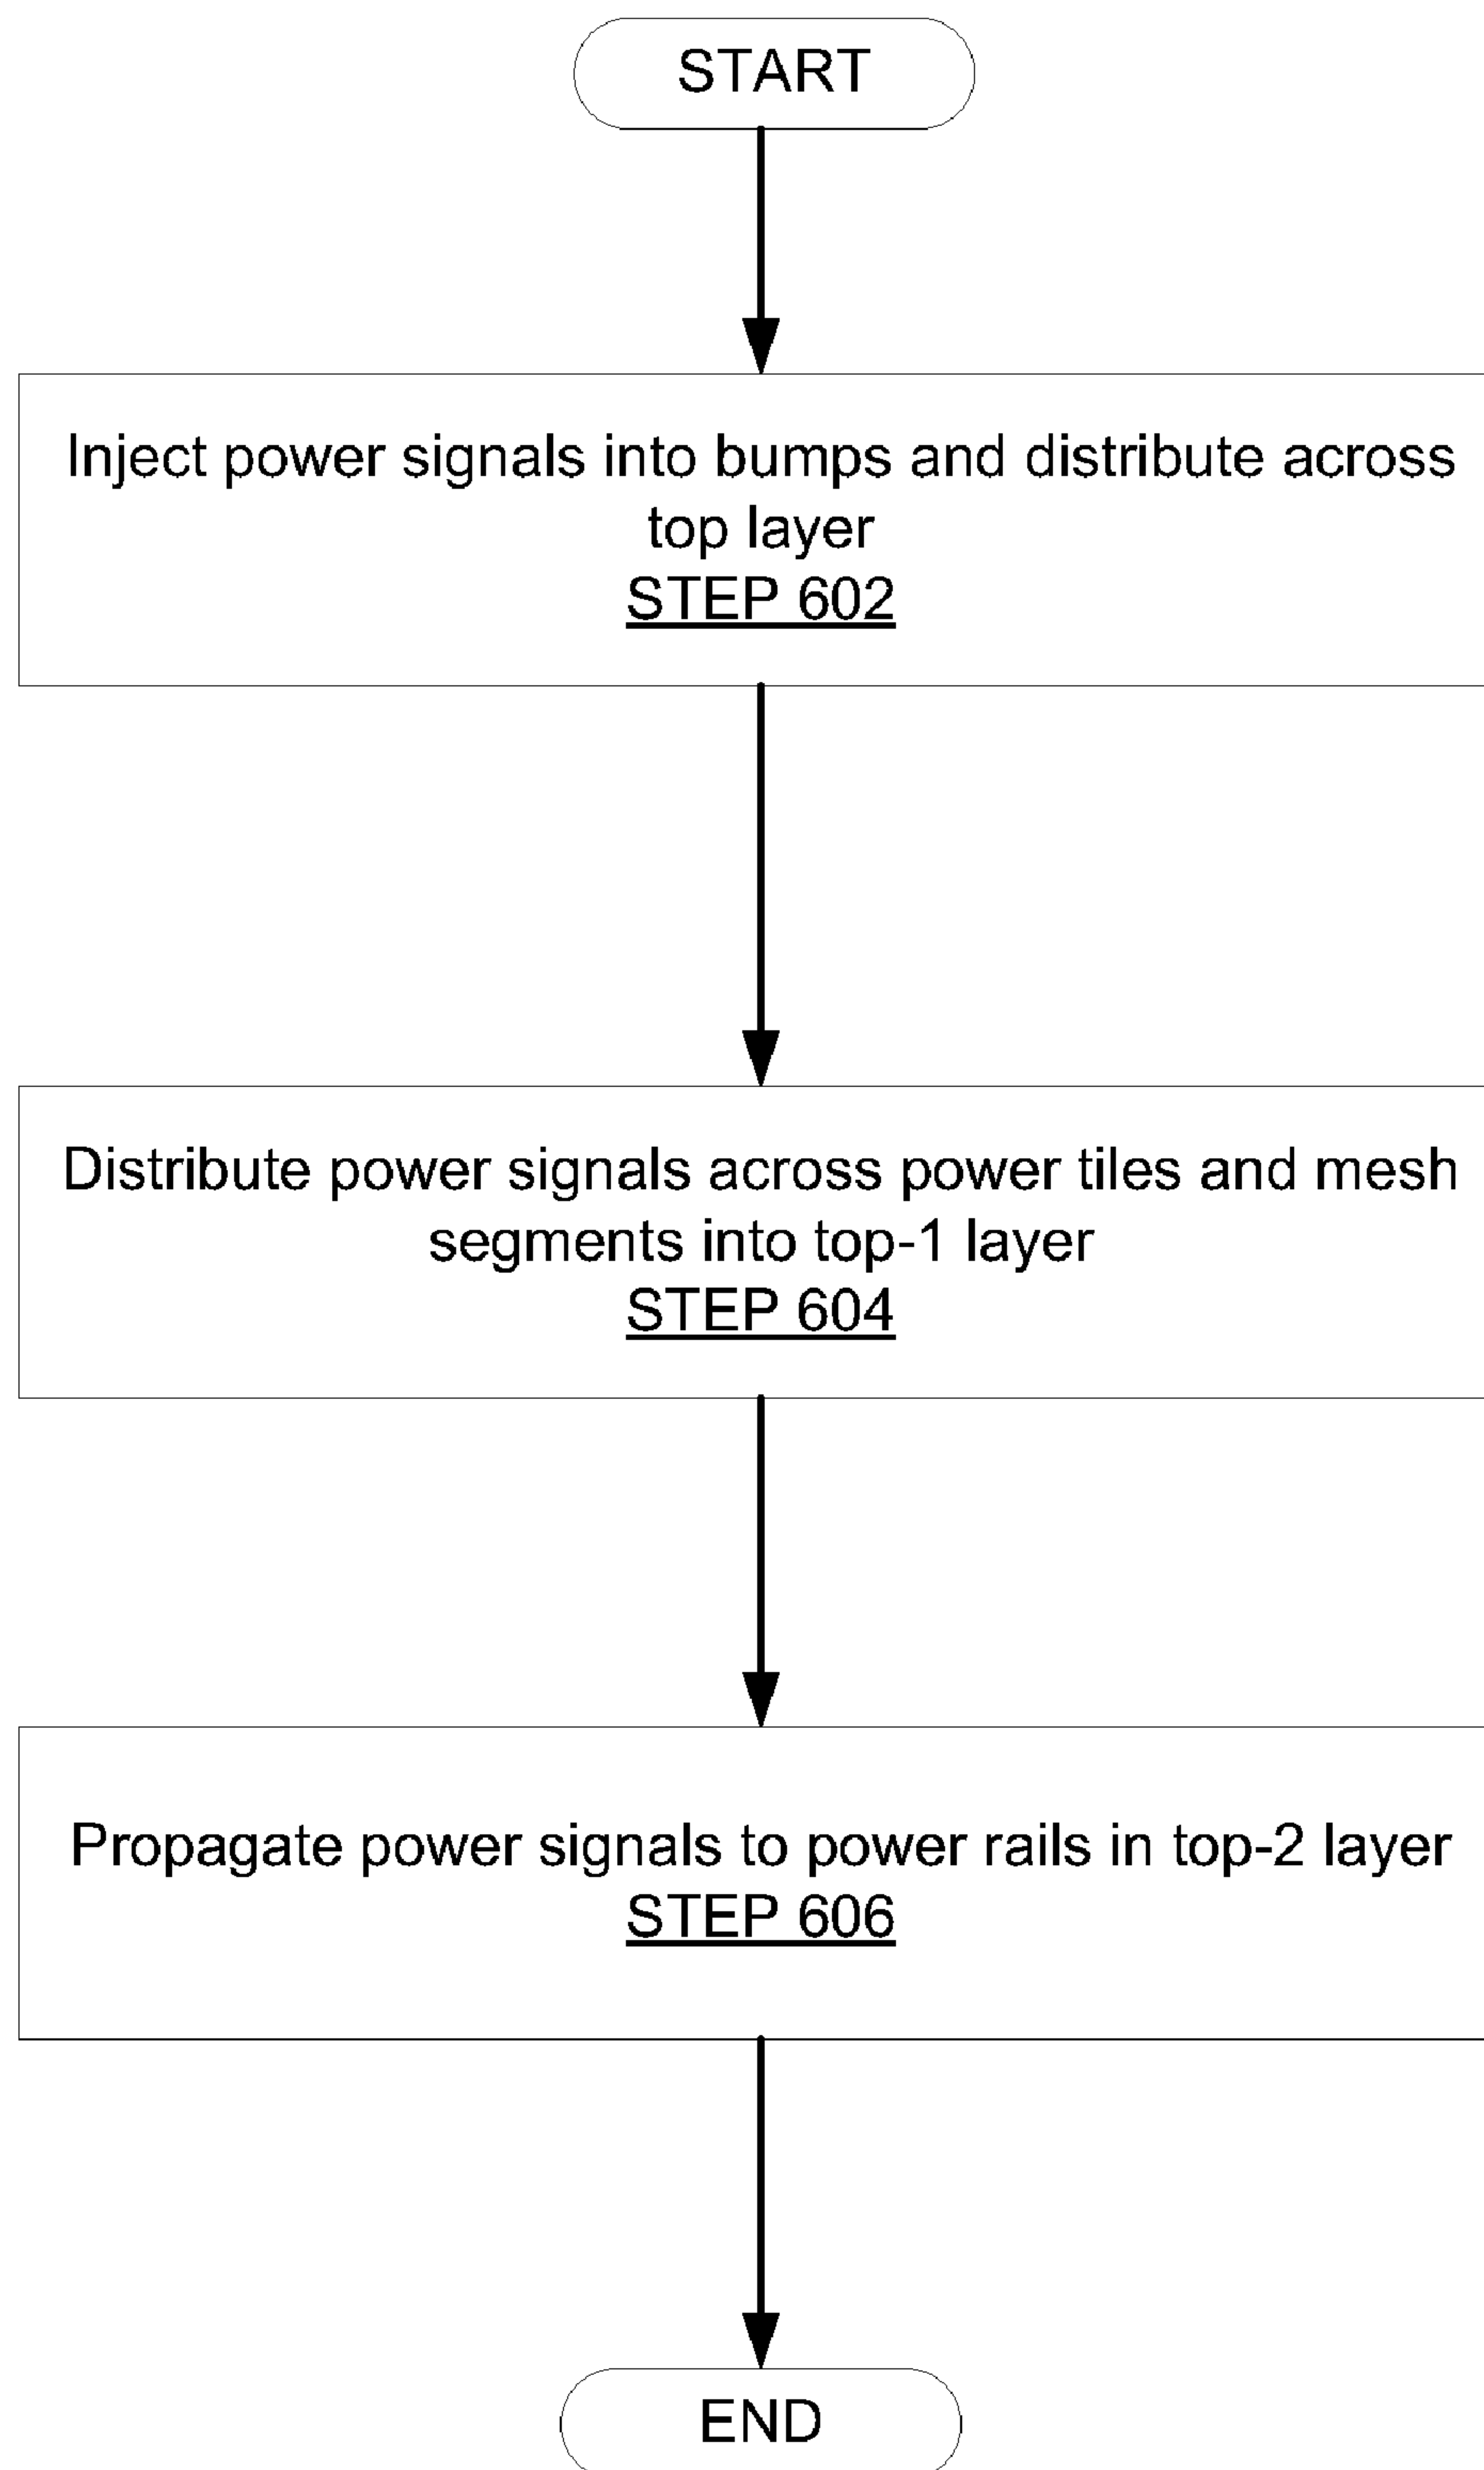 START
Inject power signals into bumps and distribute across
top layer
STEP 602
Distribute power signals across power tiles and mesh
segments into top-1 layer
STEP 604
Propagate power signals to power rails in top-2 layer
STEP 606
END